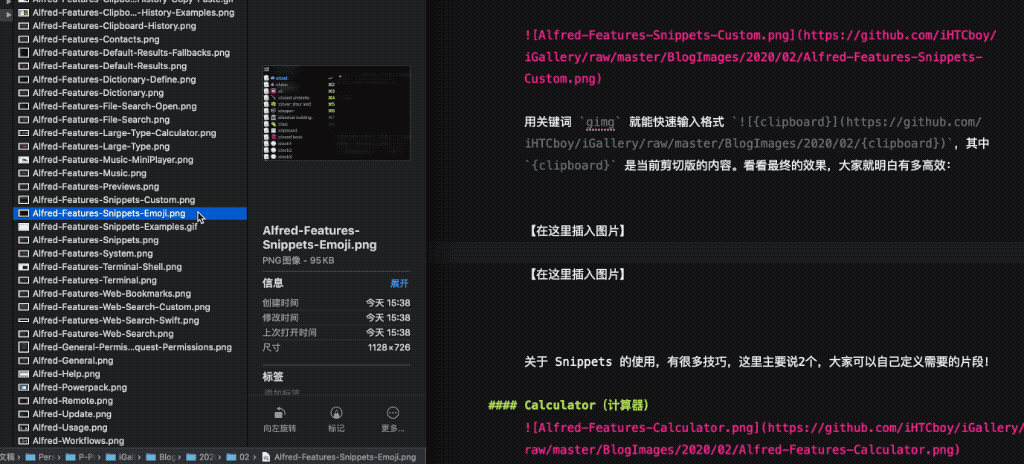 Alfred-Features-Clipbo...-History-Examples.png
Alfred-Features-Clipboard-History.png
Alfred-Features-Contacts.png
Alfred-Features-Default-Results-Fallbacks.png
Alfred-Features-Default-Results.png
Alfred-Features-Dictionary-Define.png
Alfred-Features-Dictionary.png
Alfred-Features-File-Search-Open.png
Alfred-Features-File-Search.png
Alfred-Features-Large-Type-Calculator.png
Alfred-Features-Large-Type.png
Alfred-Features-Music-MiniPlayer.png
Alfred-Features-Music.png
Alfred-Features-Previews.png
Alfred-Features-Snippets-Custom.png
Alfred-Features-Snippets-Emoji.png
Alfred-Features-Snippets-Examples.gif
Alfred-Features-Snippets.png
Alfred-Features-System.png
Alfred-Features-Terminal-Shell.png
Alfred-Features-Terminal.png
Alfred-Features-Web-Bookmarks.png
Alfred-Features-Web-Search-Custom.png
Alfred-Features-Web-Search-Swift.png
Alfred-Features-Web-Search.png
Alfred-General-Permis...quest-Permissions.png
Alfred-General.png
Alfred-Help.png
Alfred-Powerpack.png
Alfred-Remote.png
Alfred-Update.png
Alfred-Usage.png
Alfred-Workflows.png
文稿 › Pers › P-P › iGal › Blog › 202 › 02 › Alfred-Features-Snippets-Emoji.png
Alfred-Features-
Snippets-Emoji.png
PNG图像 - 95 KB
信息 展开
创建时间 今天 15:38
修改时间 今天 15:38
上次打开时间 今天 15:38
尺寸 1128×726
标签
添加标签
向左旋转 标记 更多...
![Alfred-Features-Snippets-Custom.png](https://github.com/iHTCboy/
iGallery/raw/master/BlogImages/2020/02/Alfred-Features-Snippets-
Custom.png)
用关键词 `gimg` 就能快速输入格式 `![{clipboard}](https://github.com/
iHTCboy/iGallery/raw/master/BlogImages/2020/02/{clipboard})`，其中
`{clipboard}` 是当前剪切版的内容。看看最终的效果，大家就明白有多高效：
【在这里插入图片】
【在这里插入图片】
关于 Snippets 的使用，有很多技巧，这里主要说2个，大家可以自己定义需要的片段！
#### Calculator（计算器）
![Alfred-Features-Calculator.png](https://github.com/iHTCboy/iGallery/
raw/master/BlogImages/2020/02/Alfred-Features-Calculator.png)